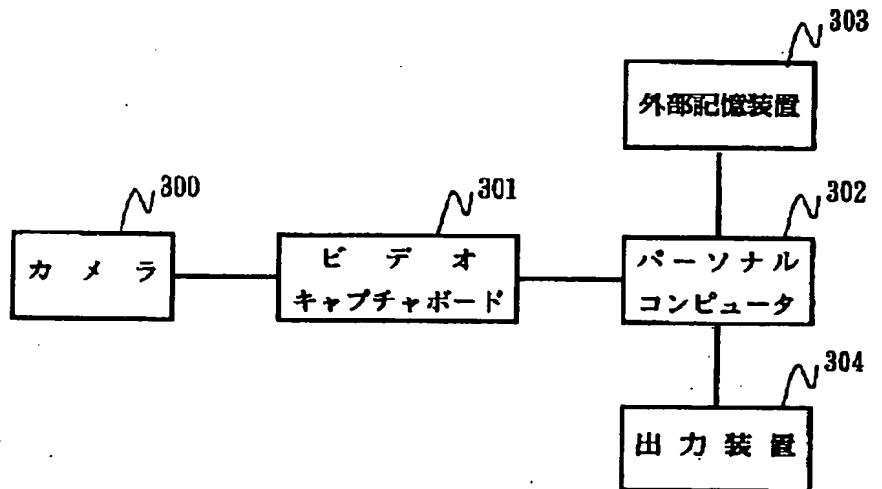 303
外部記憶装置
300
301
302
カメラ
ビデオ
キャプチャボード
パーソナル
コンピュータ
304
出力装置